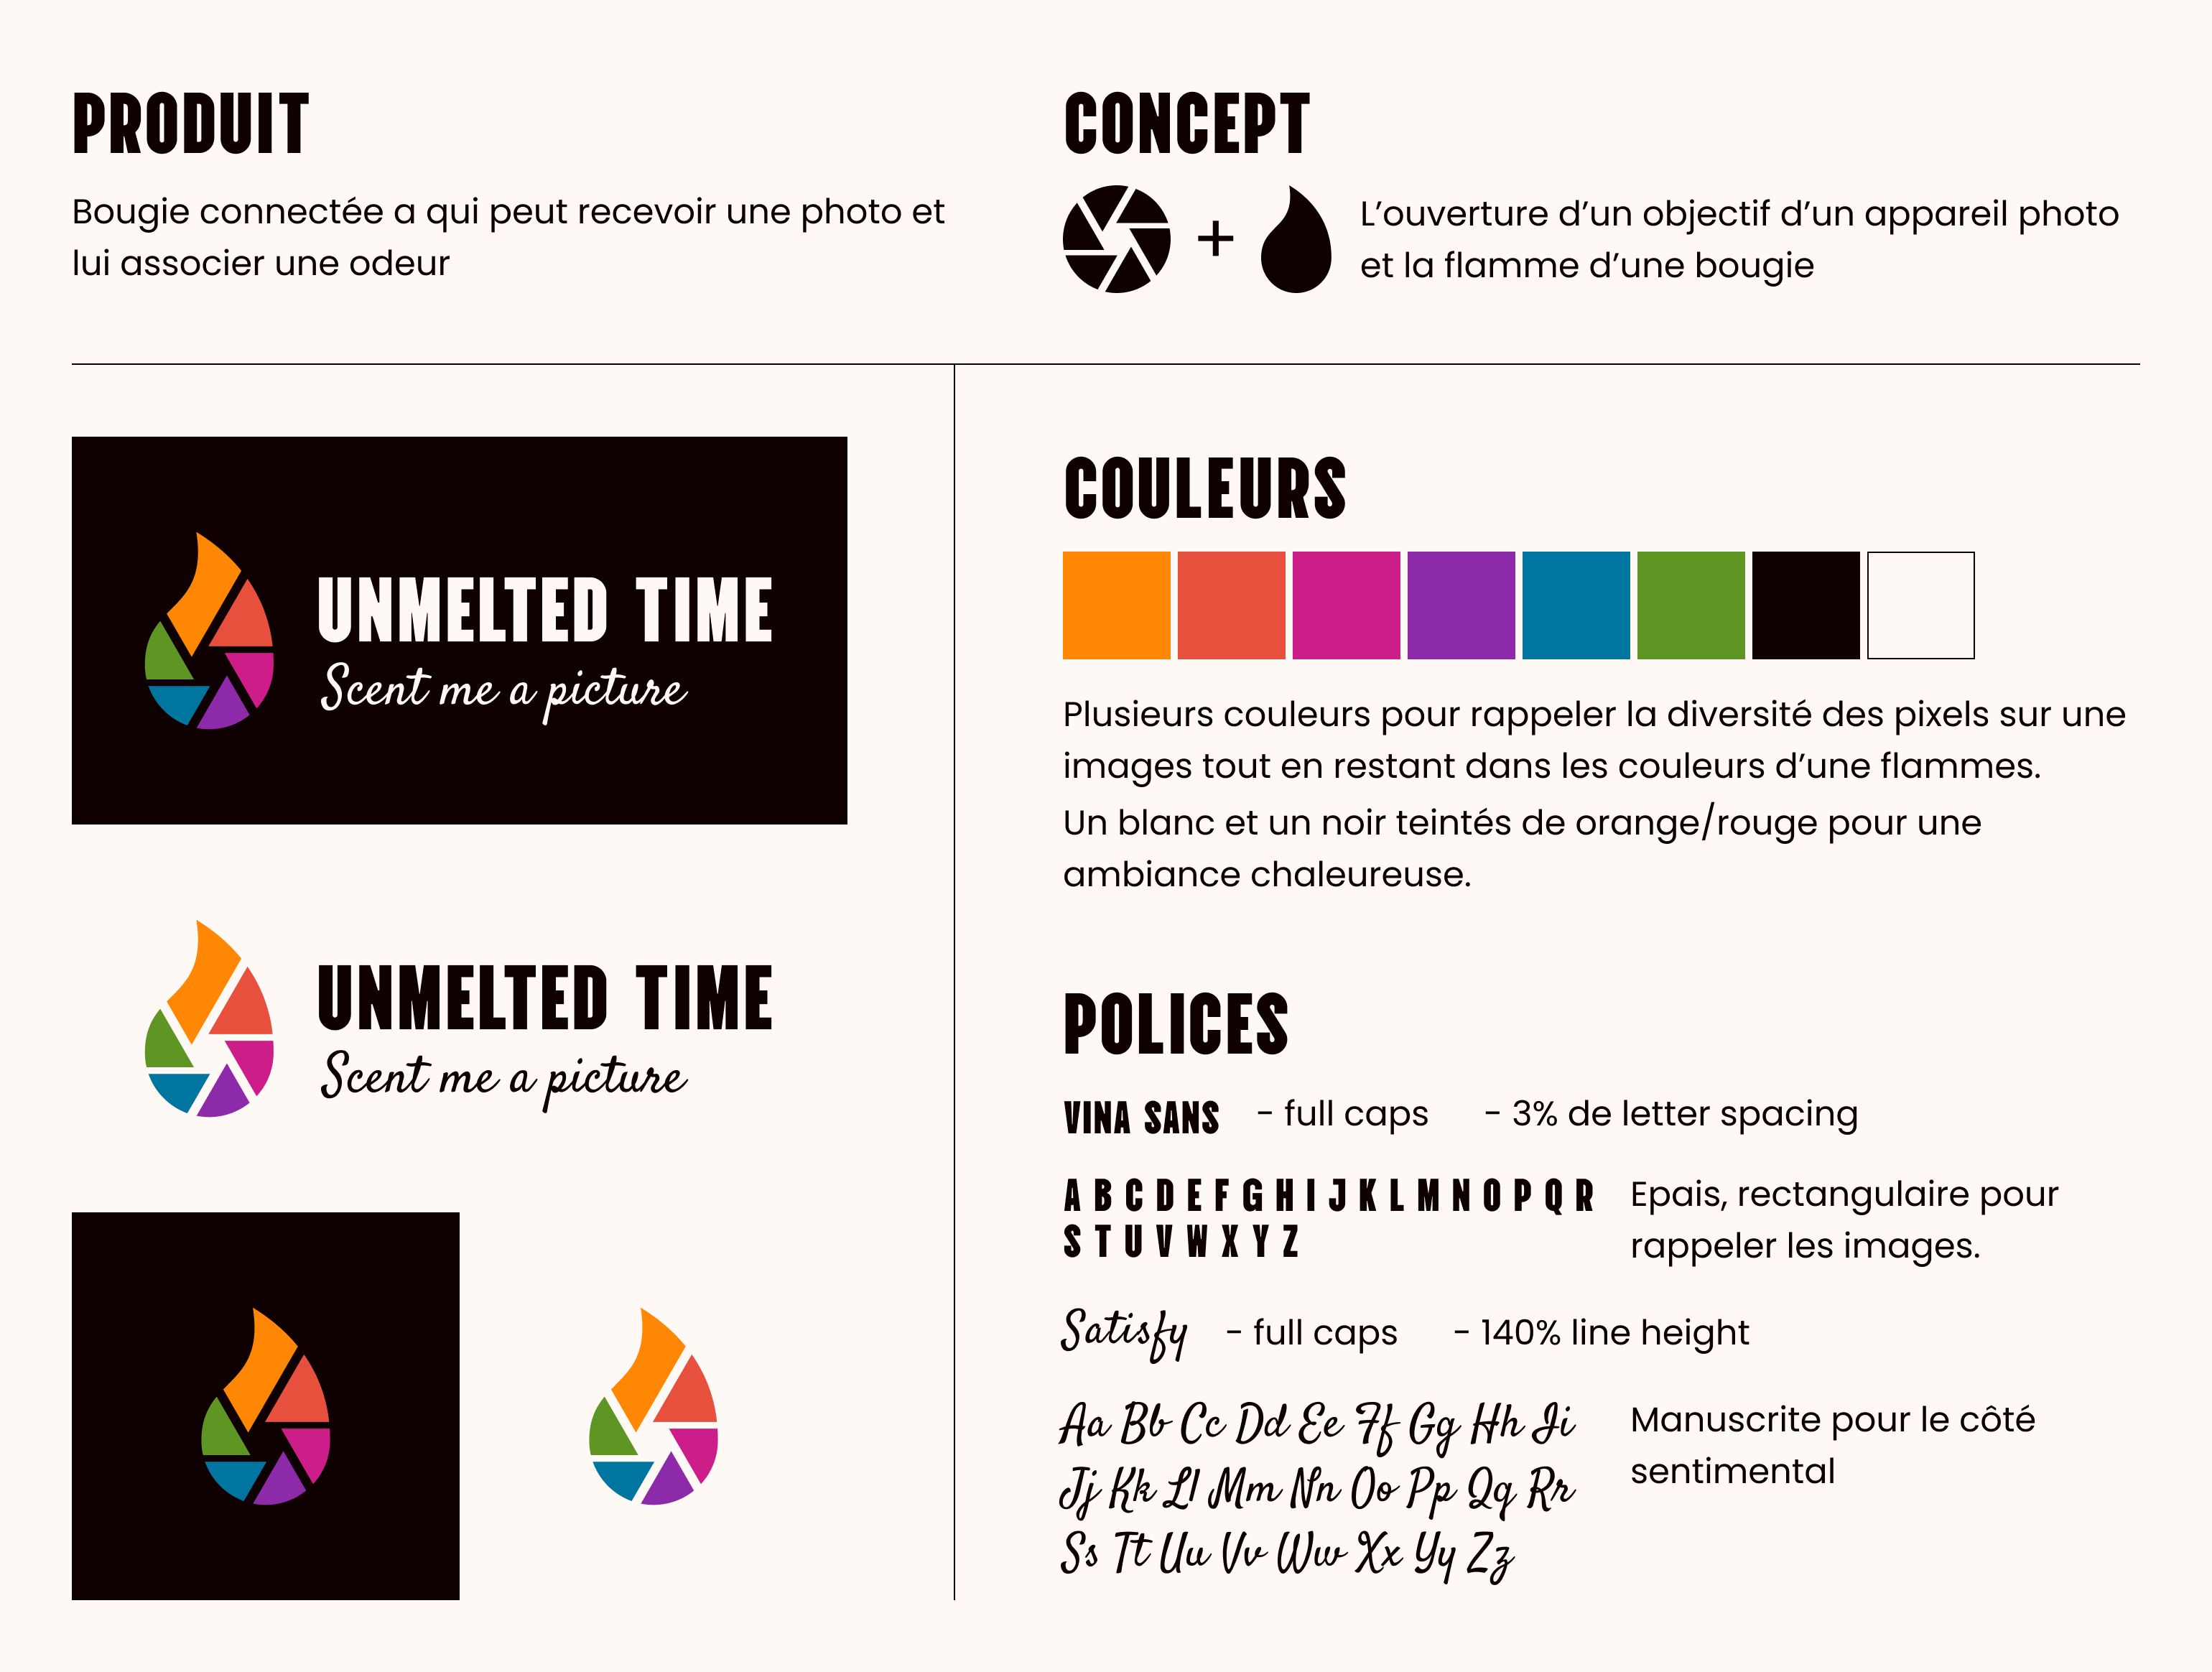 PRODUIT
Bougie connectée a qui peut recevoir une photo et
lui associer une odeur
CONCEPT
+
L’ouverture d’un objectif d’un appareil photo
et la flamme d’une bougie
UNMELTED TIME
Scent me a picture
UNMELTED TIME
Scent me a picture
COULEURS
Plusieurs couleurs pour rappeler la diversité des pixels sur une
images tout en restant dans les couleurs d’une flammes.
Un blanc et un noir teintés de orange/rouge pour une
ambiance chaleureuse.
POLICES
VINA SANS - full caps - 3% de letter spacing
A B C D E F G H I J K L M N O P Q R
S T U V W X Y Z
Epais, rectangulaire pour
rappeler les images.
Satisfy - full caps - 140% line height
Aa Bb Cc Dd Ee Ff Gg Hh Ii
Jj Kk Ll Mm Nn Oo Pp Qq Rr
Ss Tt Uu Vv Ww Xx Yy Zz
Manuscrite pour le côté
sentimental